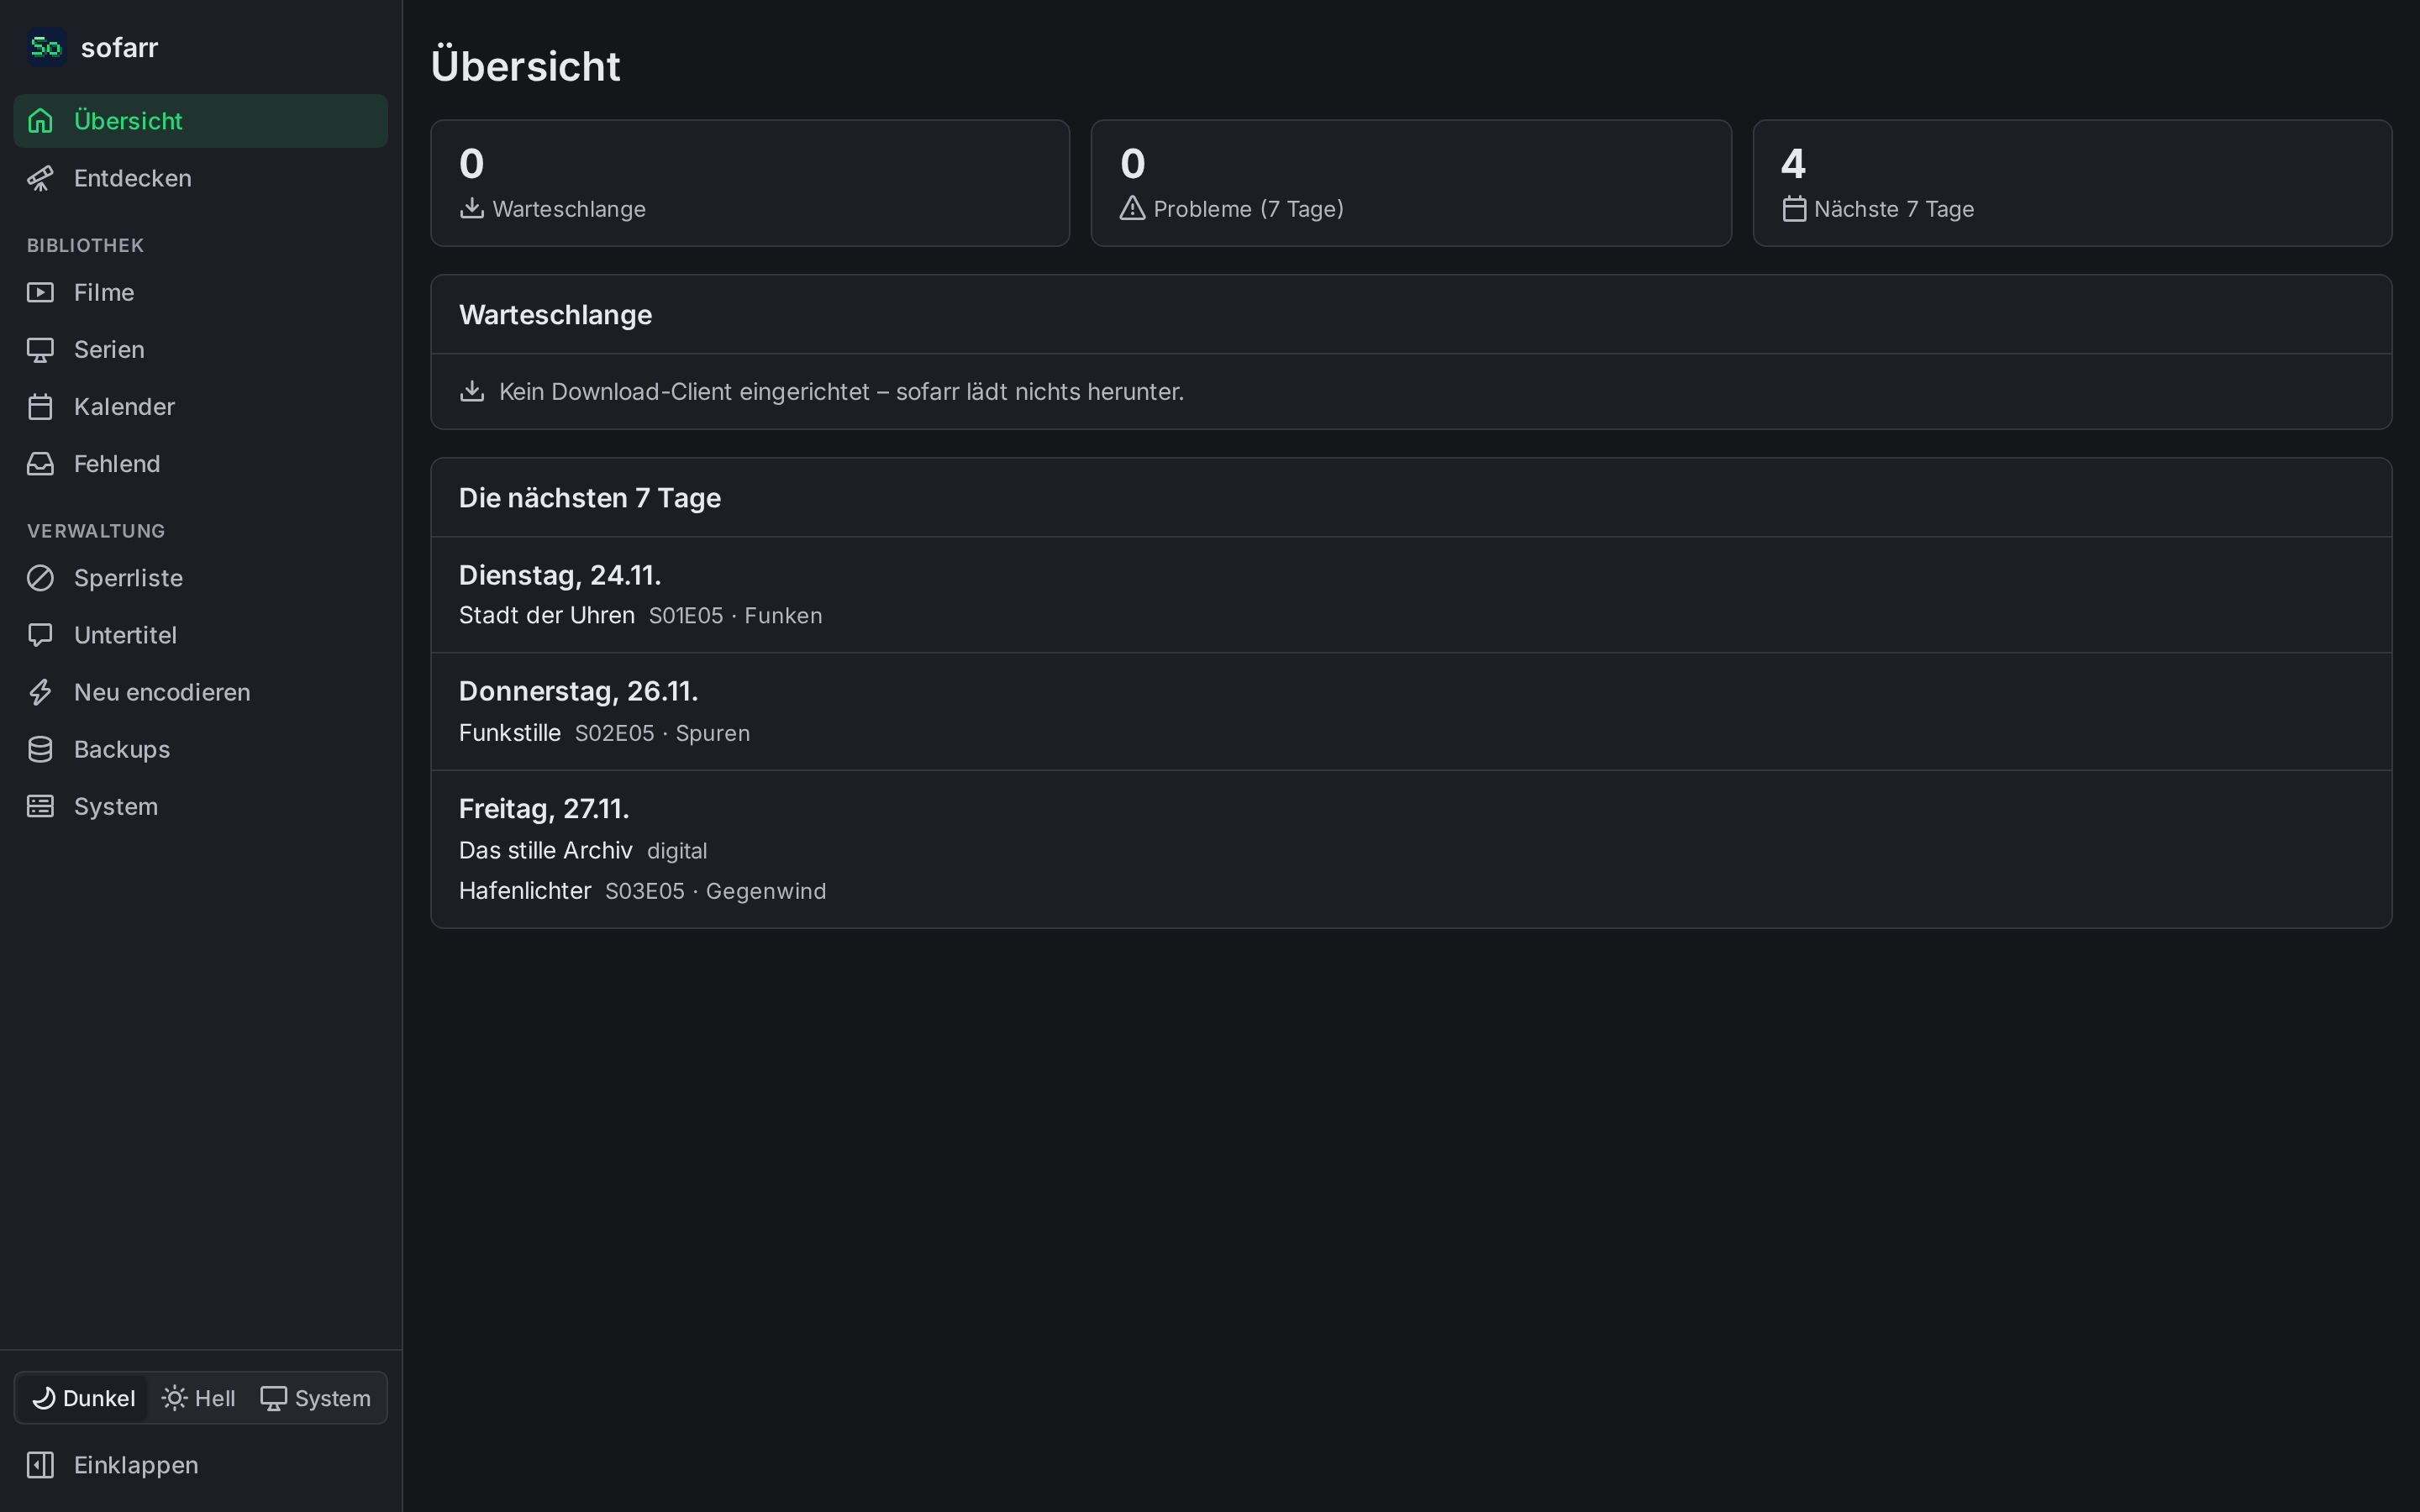 So sofarr
Übersicht
Entdecken
BIBLIOTHEK
Filme
Serien
Kalender
Fehlend
VERWALTUNG
Sperrliste
Untertitel
Neu encodieren
Backups
System
Dunkel Hell System
Einklappen
Übersicht
0
Warteschlange
0
Probleme (7 Tage)
4
Nächste 7 Tage
Warteschlange
Kein Download-Client eingerichtet – sofarr lädt nichts herunter.
Die nächsten 7 Tage
Dienstag, 24.11.
Stadt der Uhren S01E05 · Funken
Donnerstag, 26.11.
Funkstille S02E05 · Spuren
Freitag, 27.11.
Das stille Archiv digital
Hafenlichter S03E05 · Gegenwind